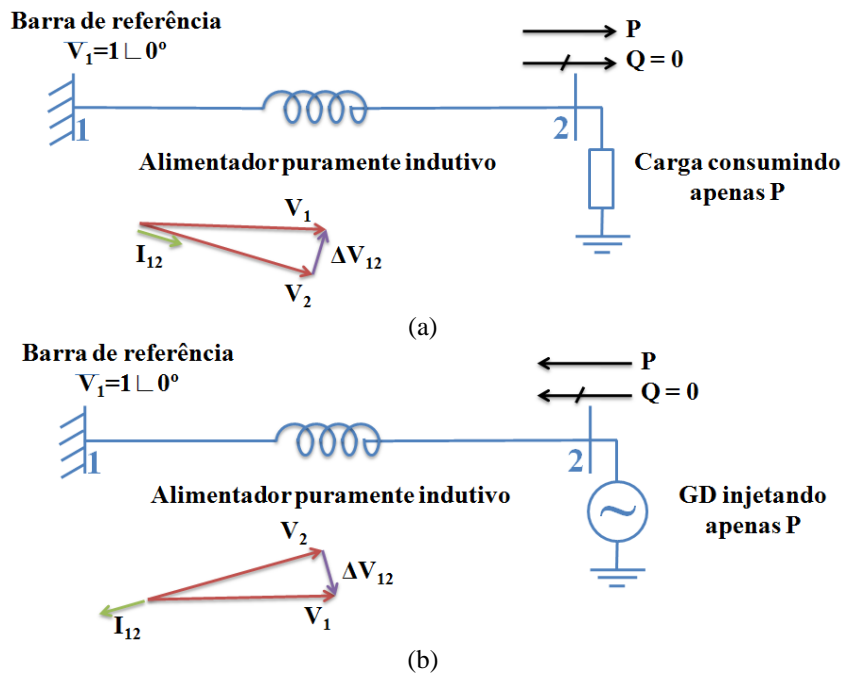 Barra de referência
V₁=1∟0º
P
Q = 0
1
2
Alimentador puramente indutivo
Carga consumindo
apenas P
V₁
I₁₂
ΔV₁₂
V₂
(a)
Barra de referência
V₁=1∟0º
P
Q = 0
1
2
Alimentador puramente indutivo
GD injetando
apenas P
V₂
ΔV₁₂
I₁₂
V₁
(b)